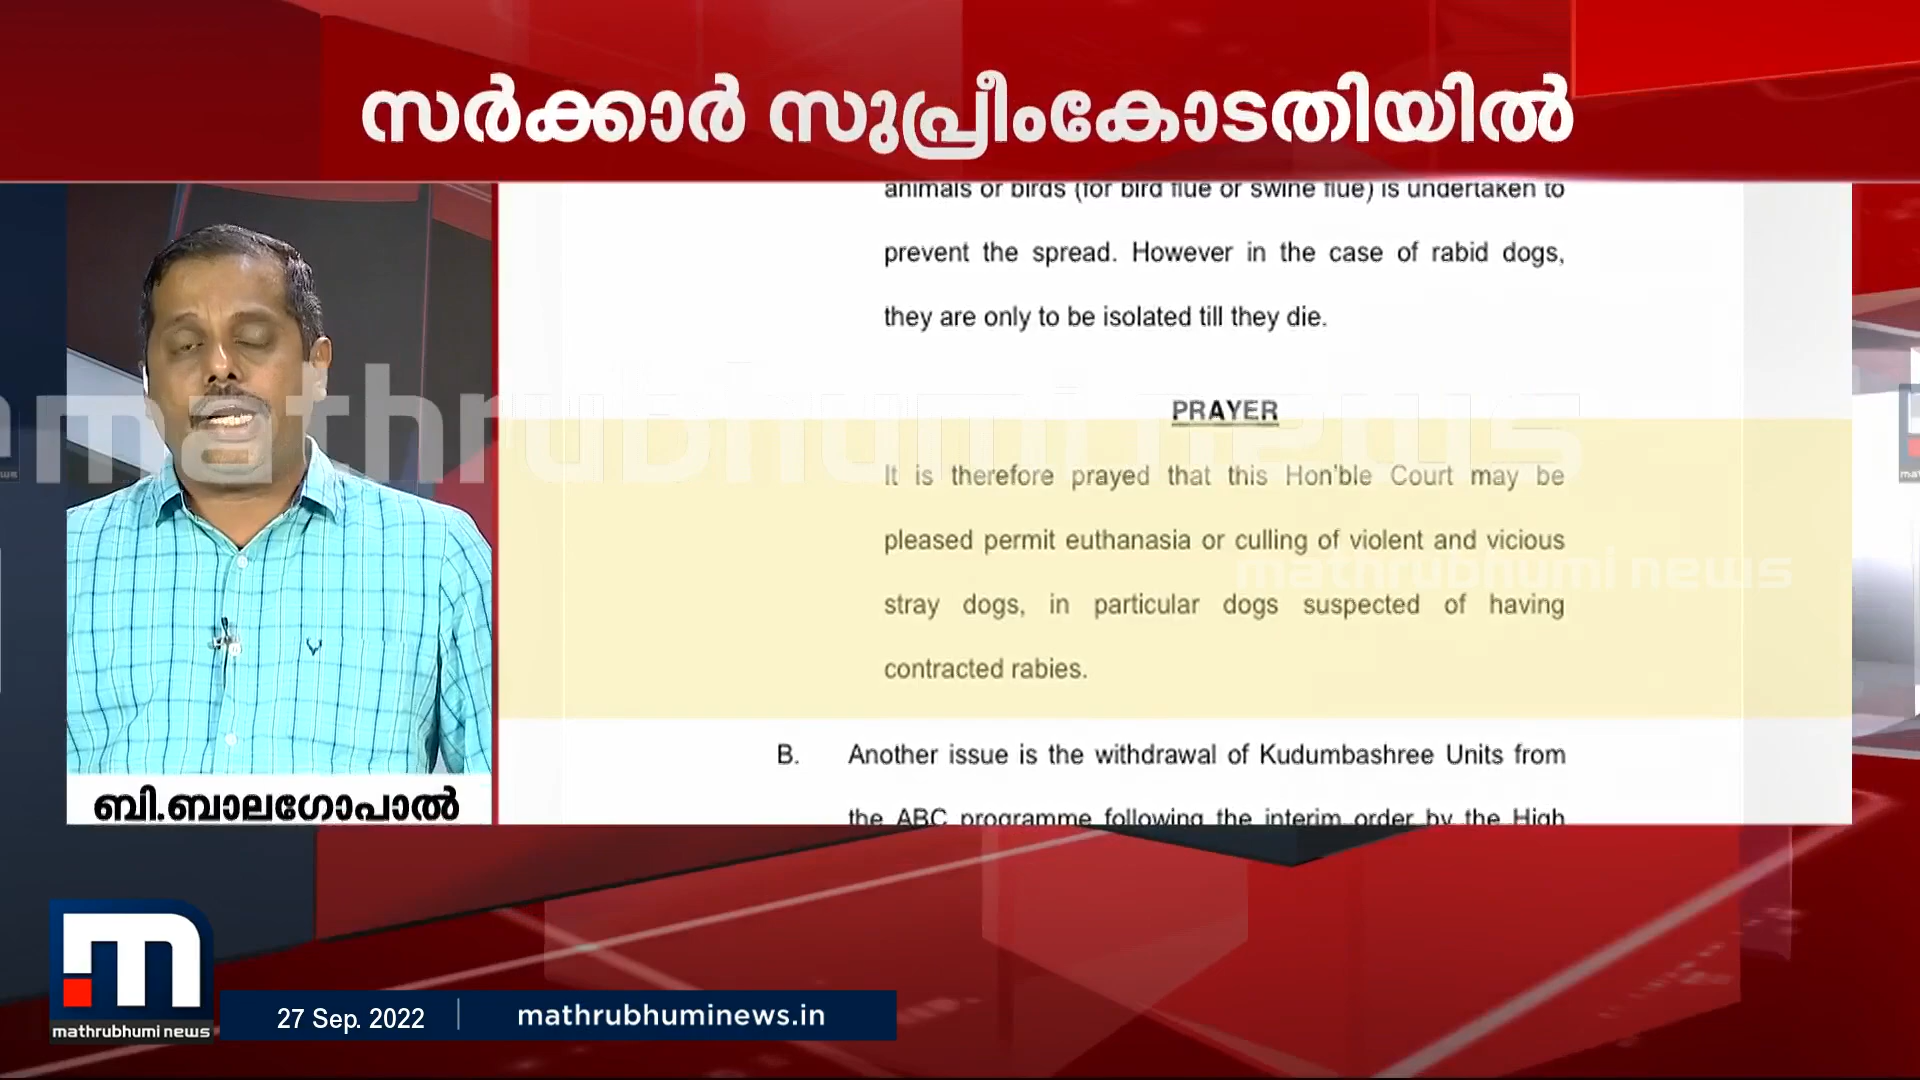 സർക്കാർ സുപ്രീംകോടതിയിൽ
animals or birds (for bird flue or swine flue) is undertaken to
prevent the spread. However in the case of rabid dogs,
they are only to be isolated till they die.
PRAYER
It is therefore prayed that this Hon'ble Court may be
pleased permit euthanasia or culling of violent and vicious
stray dogs, in particular dogs suspected of having
contracted rabies.
B. Another issue is the withdrawal of Kudumbashree Units from
the ABC programme following the interim order by the High
mathrubhumi news
mathrubhumi news
ബി.ബാലഗോപാൽ
mathrubhumi news
27 Sep. 2022
mathrubhuminews.in